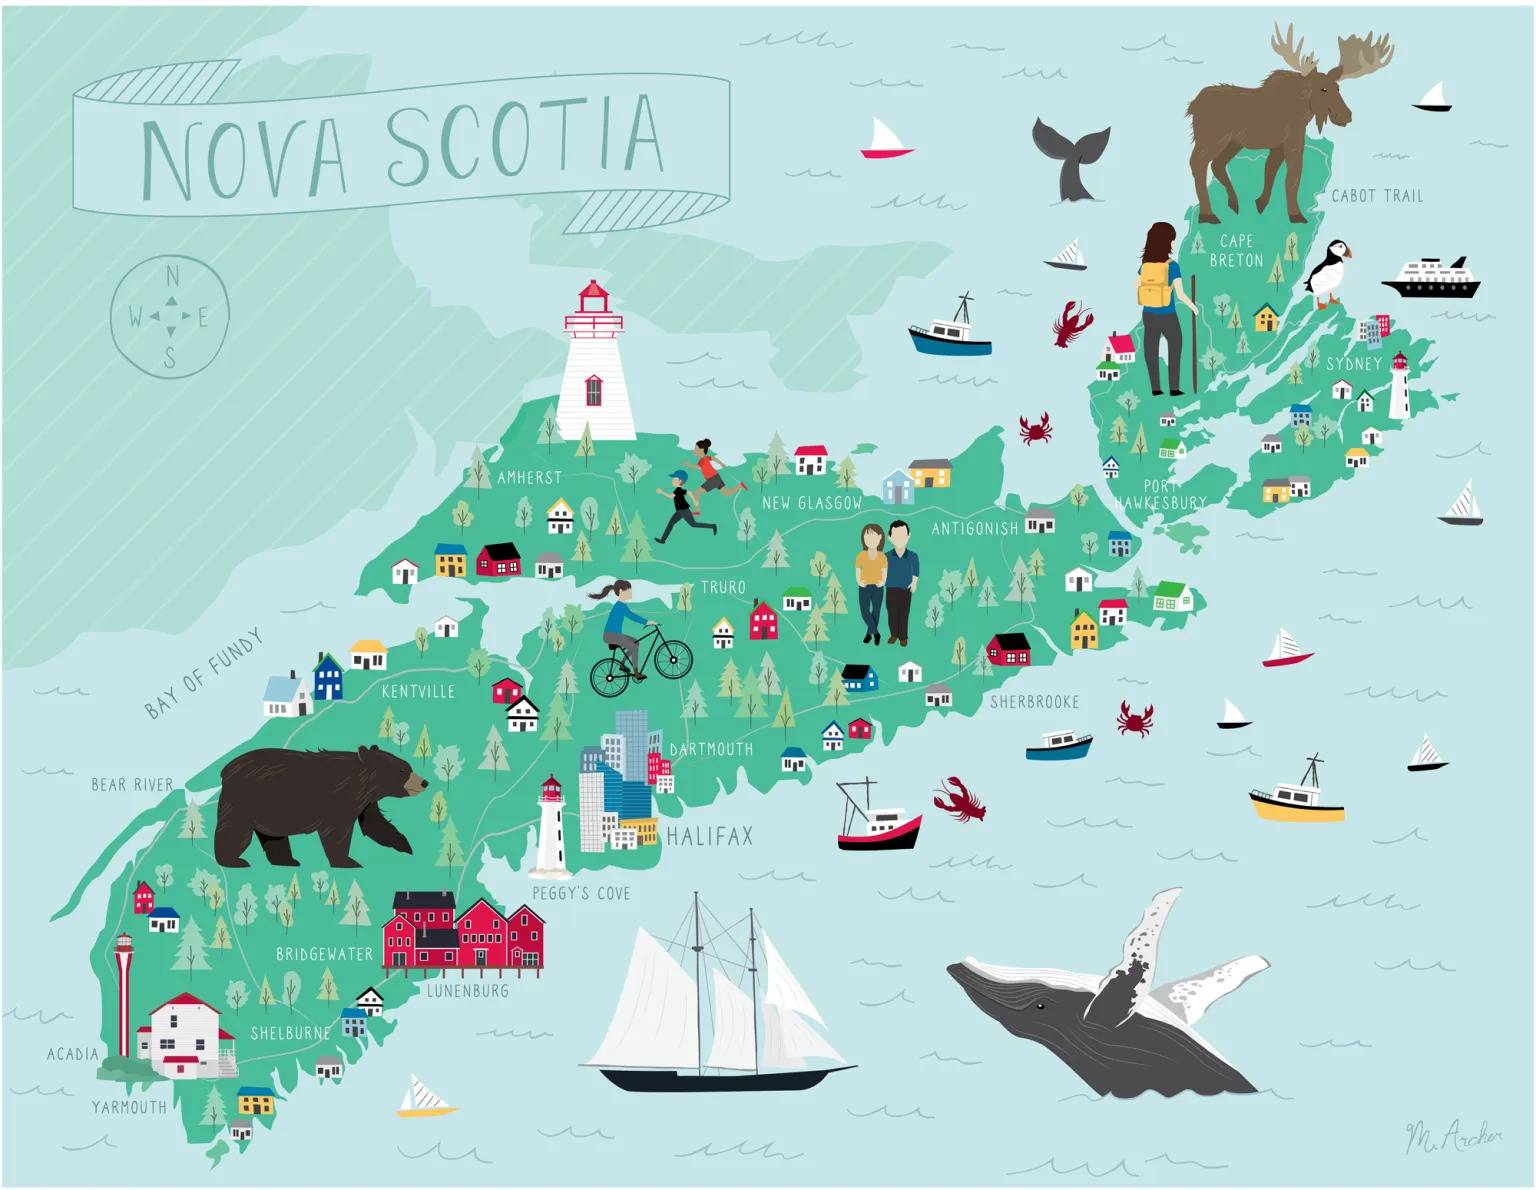 NOVA SCOTIA
N
W E
S
CABOT TRAIL
CAPE
BRETON
SYDNEY
AMHERST
NEW GLASGOW
PORT
HAWKESBURY
ANTIGONISH
TRURO
BAY OF FUNDY
KENTVILLE
SHERBROOKE
DARTMOUTH
BEAR RIVER
HALIFAX
PEGGY'S COVE
BRIDGEWATER
LUNENBURG
SHELBURNE
ACADIA
YARMOUTH
M. Archer